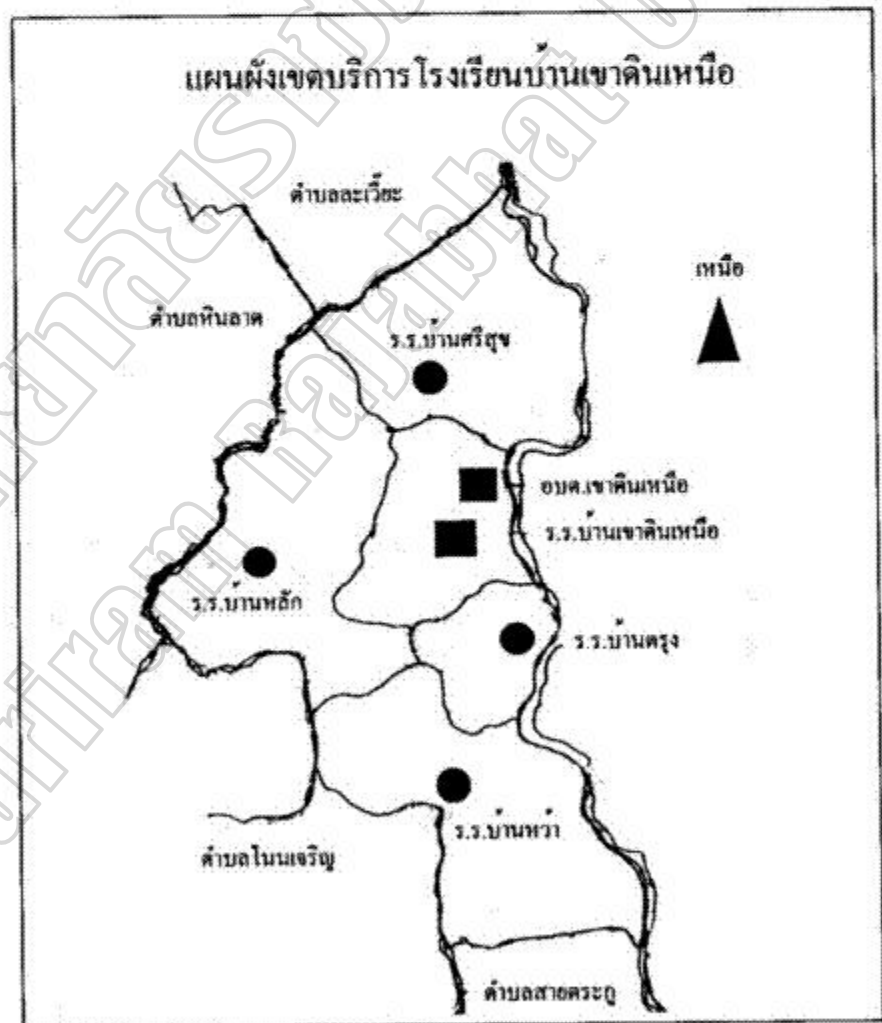 แผนผังเขตบริการโรงเรียนบ้านเขาดินเหนือ
ตำบลละเวี้ยะ
เหนือ
ตำบลหินลาด
ร.ร.บ้านศรีสุข
อบต.เขาดินเหนือ
ร.ร.บ้านเขาดินเหนือ
ร.ร.บ้านหลัก
ร.ร.บ้านตรุง
ร.ร.บ้านหว้า
ตำบลโนนเจริญ
ตำบลสายตระกู
Buriram Rajabhat U